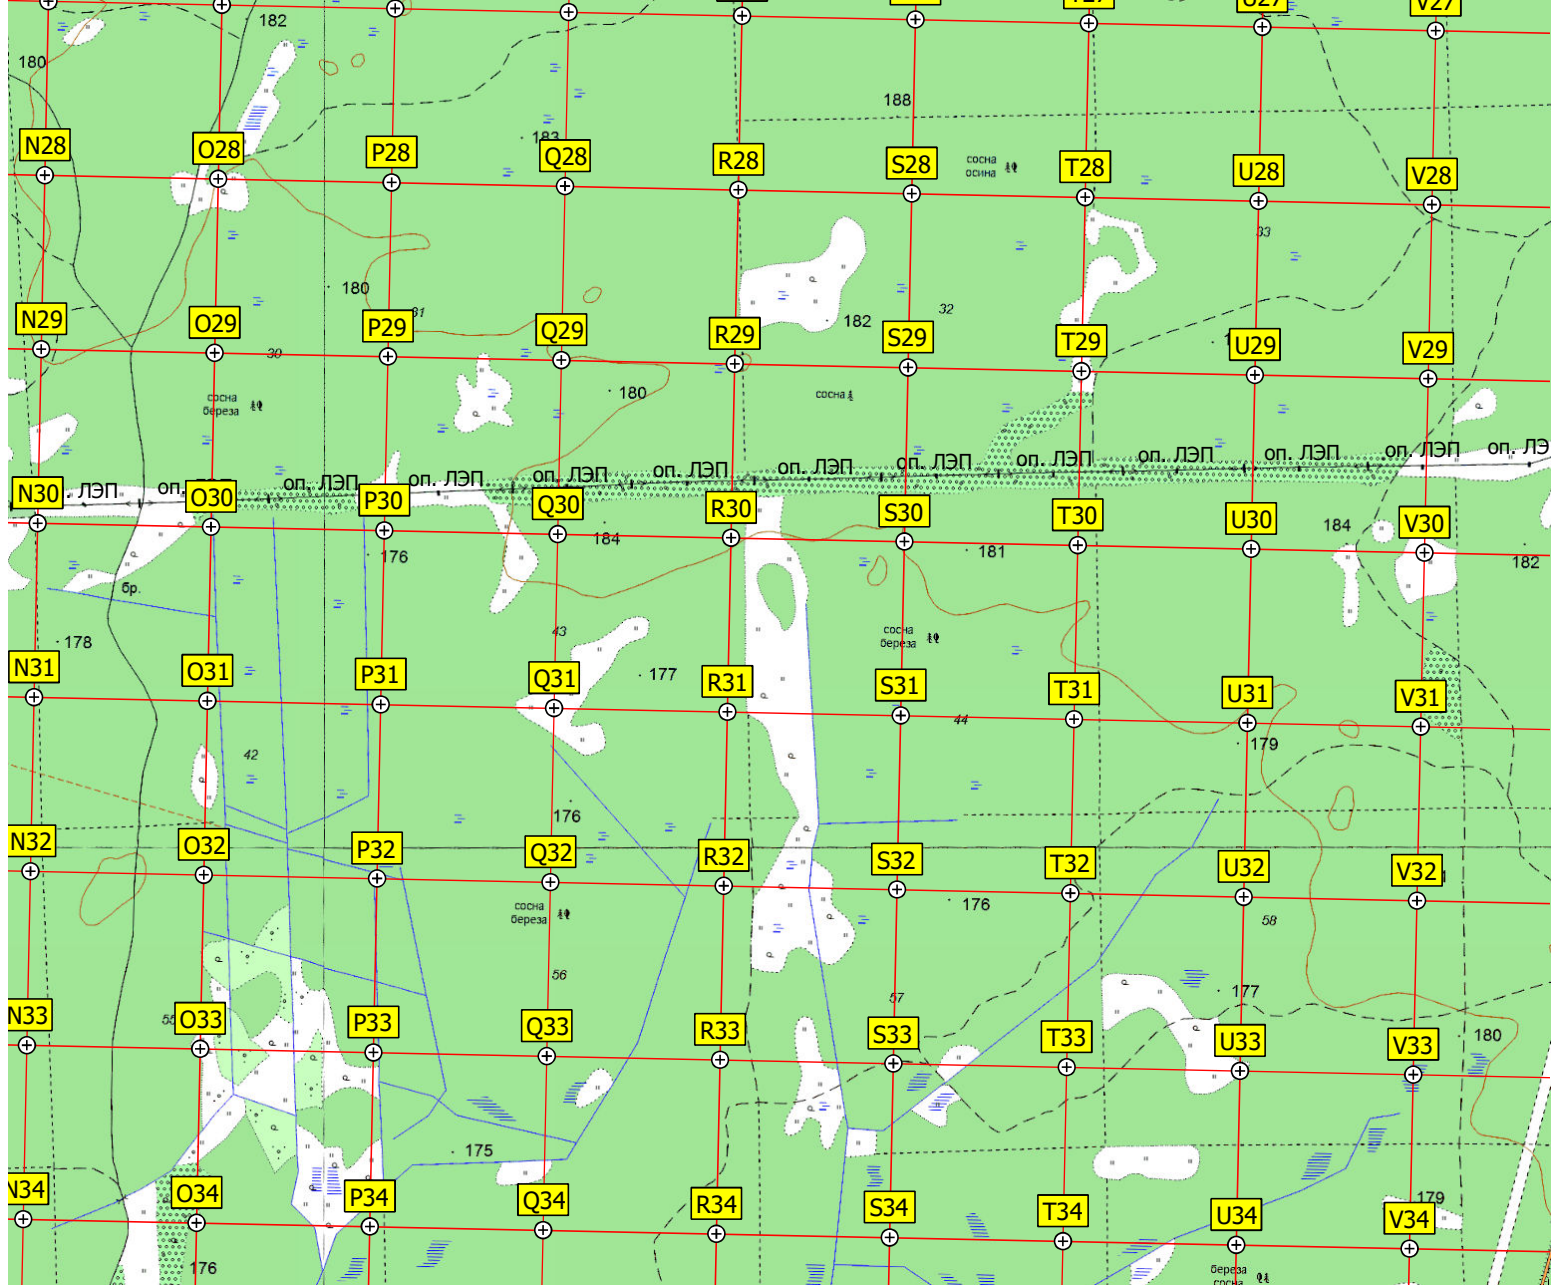 U27
V27
182
180
188
183
N28
O28
P28
Q28
R28
S28
сосна
осина
T28
U28
V28
33
180
31
182
32
N29
O29
P29
Q29
R29
S29
T29
U29
V29
30
180
сосна
береза
сосна
оп. ЛЭП
оп. ЛЭП
оп. ЛЭП
оп. ЛЭП
оп. ЛЭП
оп. ЛЭП
оп. ЛЭП
оп. ЛЭП
оп. ЛЭП
оп. ЛЭП
ЛЭП
N30
O30
P30
Q30
R30
S30
T30
U30
V30
184
184
176
181
182
бр.
178
43
сосна
береза
177
N31
O31
P31
Q31
R31
S31
T31
U31
V31
44
179
42
176
N32
O32
P32
Q32
R32
S32
T32
U32
V32
сосна
береза
176
58
56
57
177
55
N33
O33
P33
Q33
R33
S33
T33
U33
V33
180
175
N34
O34
P34
Q34
R34
S34
T34
U34
V34
179
176
береза
сосна